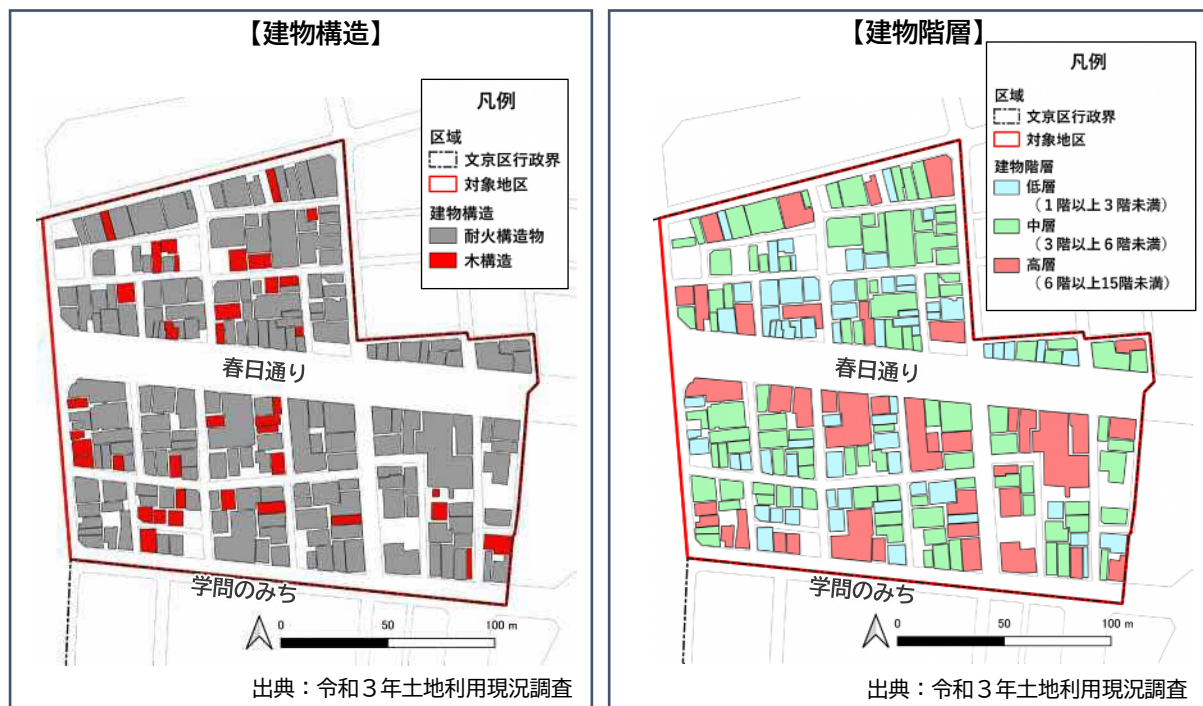 【建物構造】
凡例
区域
文京区行政界
対象地区
建物構造
耐火構造物
木構造
春日通り
学問のみち
0 50 100 m
出典：令和３年土地利用現況調査
【建物階層】
凡例
区域
文京区行政界
対象地区
建物階層
低層
（１階以上３階未満）
中層
（３階以上６階未満）
高層
（６階以上15階未満）
春日通り
学問のみち
0 50 100 m
出典：令和３年土地利用現況調査